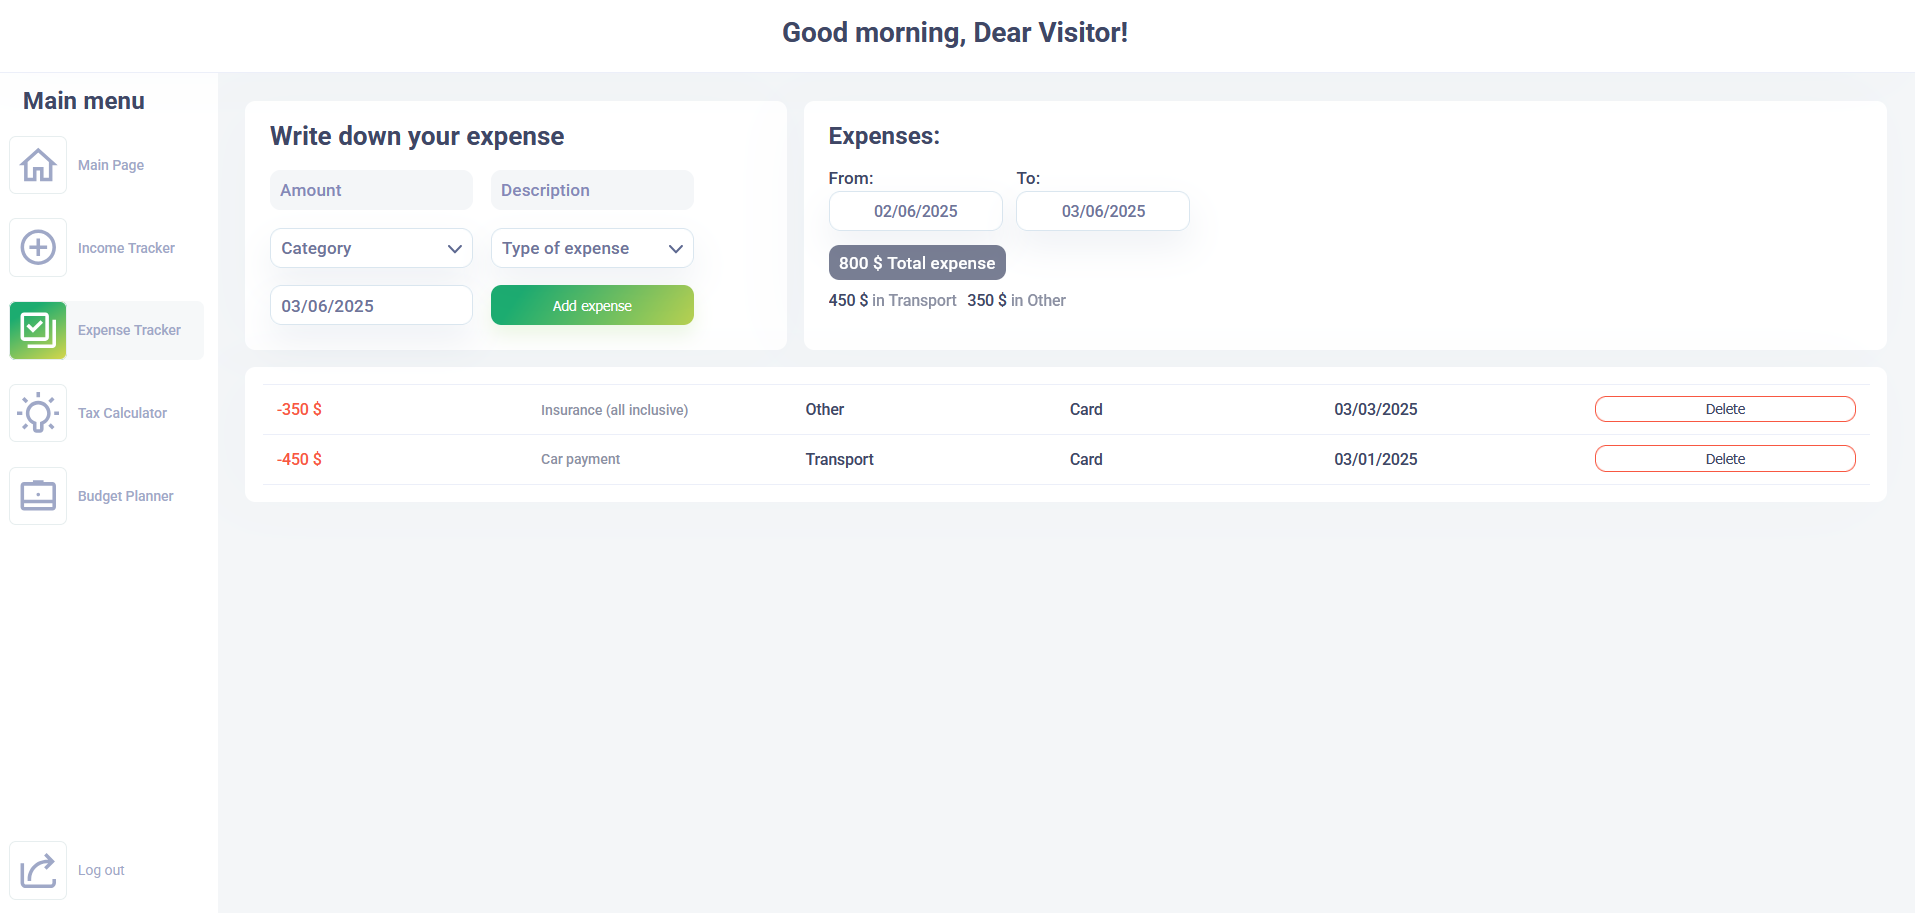 Good morning, Dear Visitor!
Main menu
Main Page
Income Tracker
Expense Tracker
Tax Calculator
Budget Planner
Log out
Write down your expense
Amount Description
Category Type of expense
03/06/2025 Add expense
Expenses:
From: To:
02/06/2025 03/06/2025
800 $ Total expense
450 $ in Transport 350 $ in Other
-350 $ Insurance (all inclusive) Other Card 03/03/2025 Delete
-450 $ Car payment Transport Card 03/01/2025 Delete